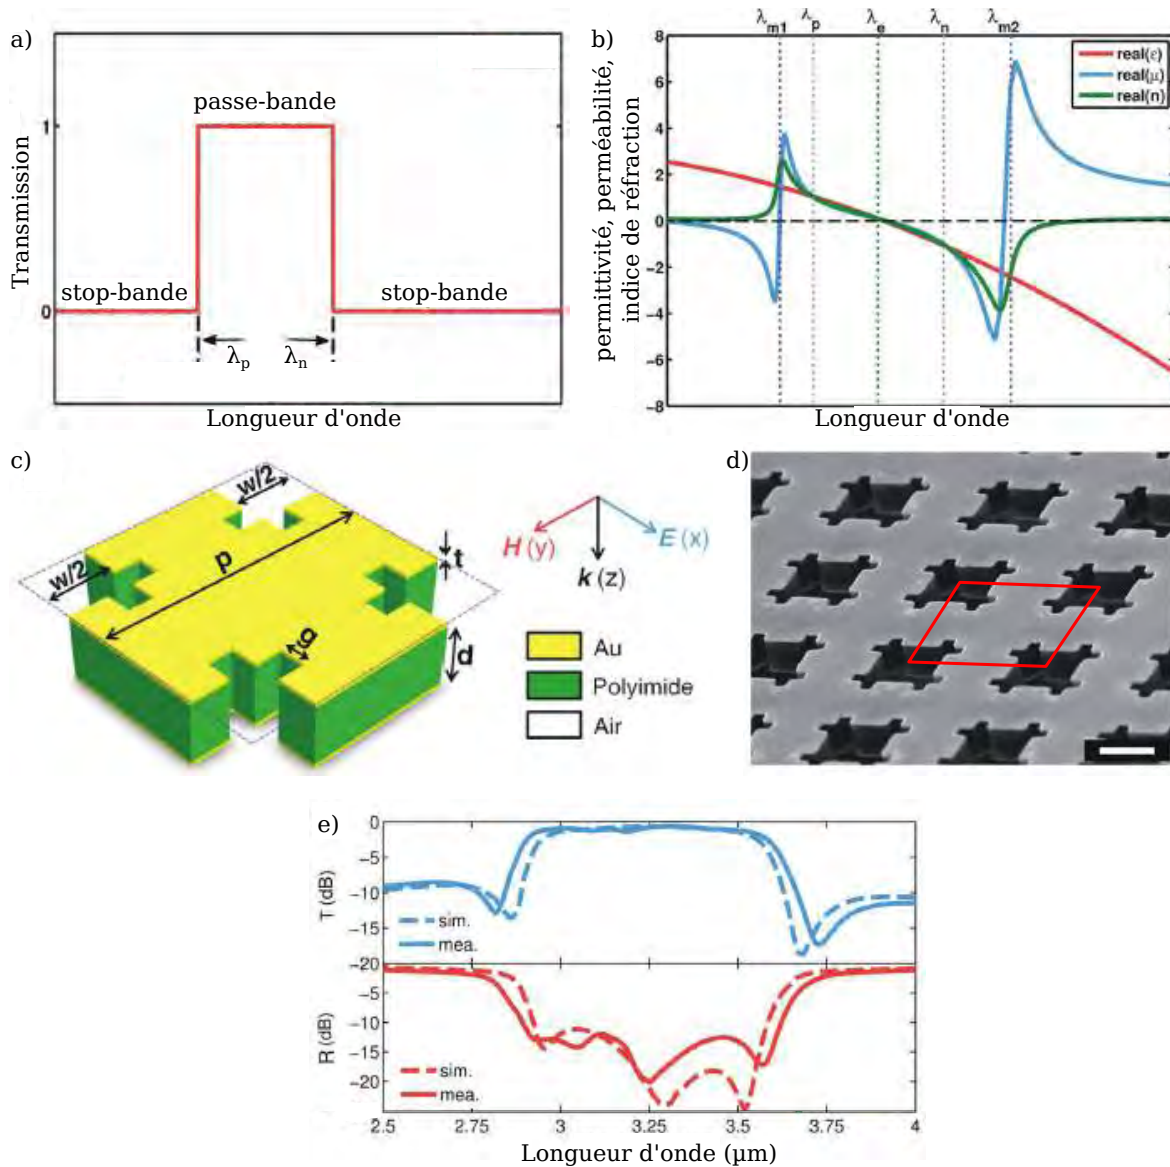 a)
passe-bande
1
Transmission
stop-bande
stop-bande
0
λp
λn
Longueur d'onde
b)
λm1
λp
λe
λn
λm2
8
6
4
2
0
−2
−4
−6
−8
real(ε)
real(μ)
real(n)
permittivité, perméabilité,
indice de réfraction
Longueur d'onde
c)
w/2
w/2
p
t
a
d
H (y)
E (x)
k (z)
Au
Polyimide
Air
d)
e)
0
−5
−10
−15
−20
T (dB)
sim.
mea.
−5
−10
−15
−20
R (dB)
sim.
mea.
2.5
2.75
3
3.25
3.5
3.75
4
Longueur d'onde (μm)